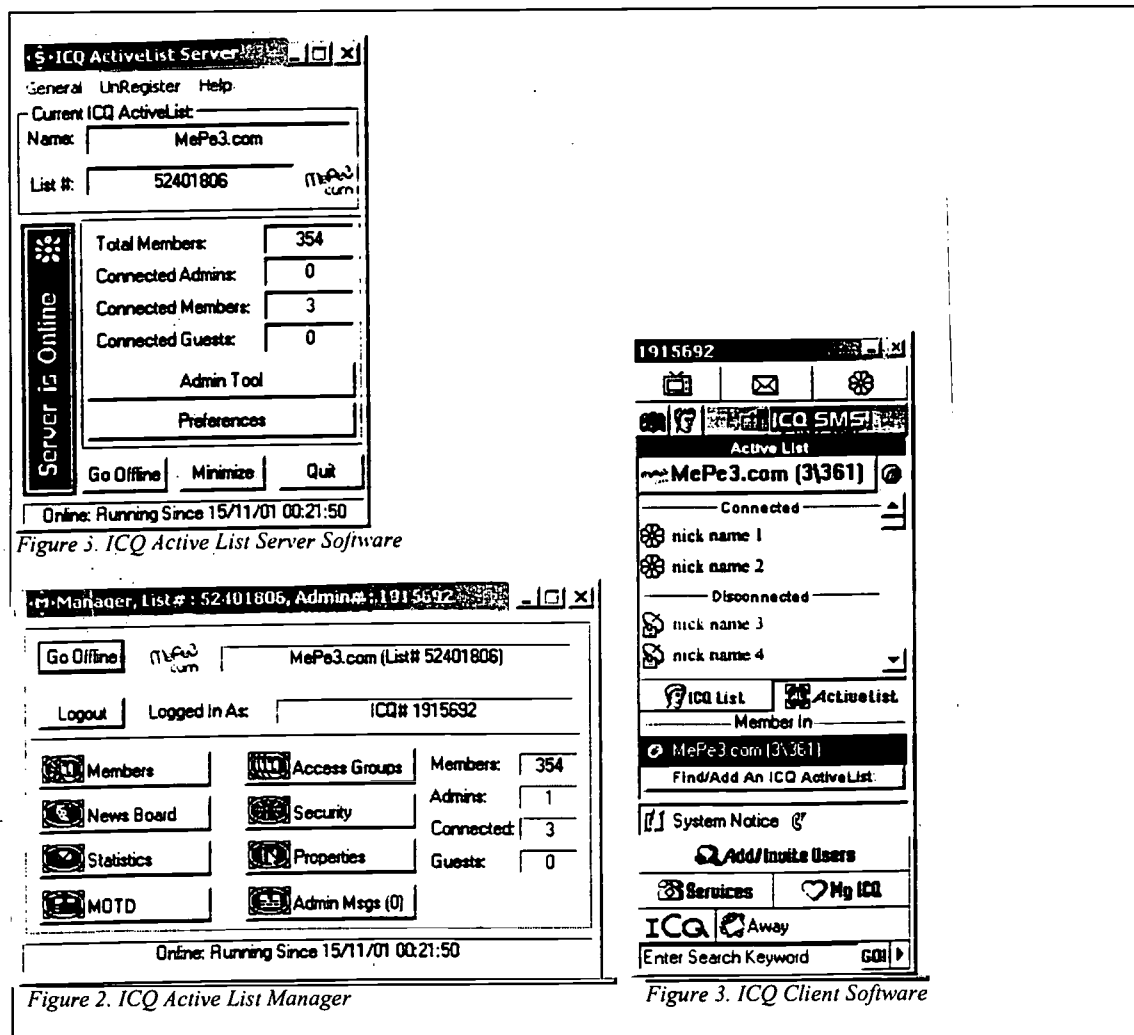 ·S·ICQ ActiveList Server
General UnRegister Help
Current ICQ ActiveList:
Name: MePe3.com
List #: 52401806
MePe3.com
Server is Online
Total Members: 354
Connected Admins: 0
Connected Members: 3
Connected Guests: 0
Admin Tool
Preferences
Go Offline Minimize Quit
Online: Running Since 15/11/01 00:21:50
Figure 3. ICQ Active List Server Software
·M·Manager, List# : 52401806, Admin# : 1915692
Go Offline MePe3.com MePe3.com (List# 52401806)
Logout Logged In As: ICQ# 1915692
Members Access Groups Members: 354
News Board Security Admins: 1
Connected: 3
Statistics Properties Guests: 0
MOTD Admin Msgs (0)
Online: Running Since 15/11/01 00:21:50
Figure 2. ICQ Active List Manager
1915692
ICQ SMS!
Active List
MePe3.com (3\361)
Connected
nick name 1
nick name 2
Disconnected
nick name 3
nick name 4
ICQ List ActiveList
Member In
MePe3.com (3\361)
Find/Add An ICQ ActiveList
System Notice
Add/Invite Users
Services My ICQ
ICQ Away
Enter Search Keyword GO!
Figure 3. ICQ Client Software